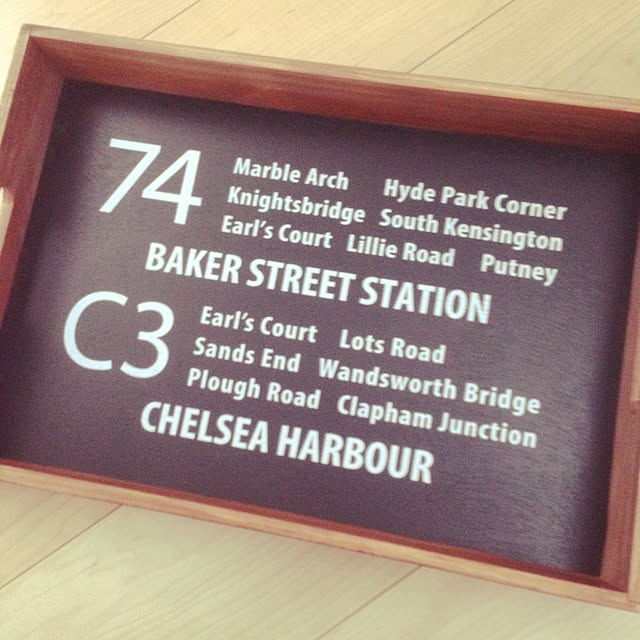 74 Marble Arch Hyde Park Corner
Knightsbridge South Kensington
Earl's Court Lillie Road Putney
BAKER STREET STATION
C3 Earl's Court Lots Road
Sands End Wandsworth Bridge
Plough Road Clapham Junction
CHELSEA HARBOUR